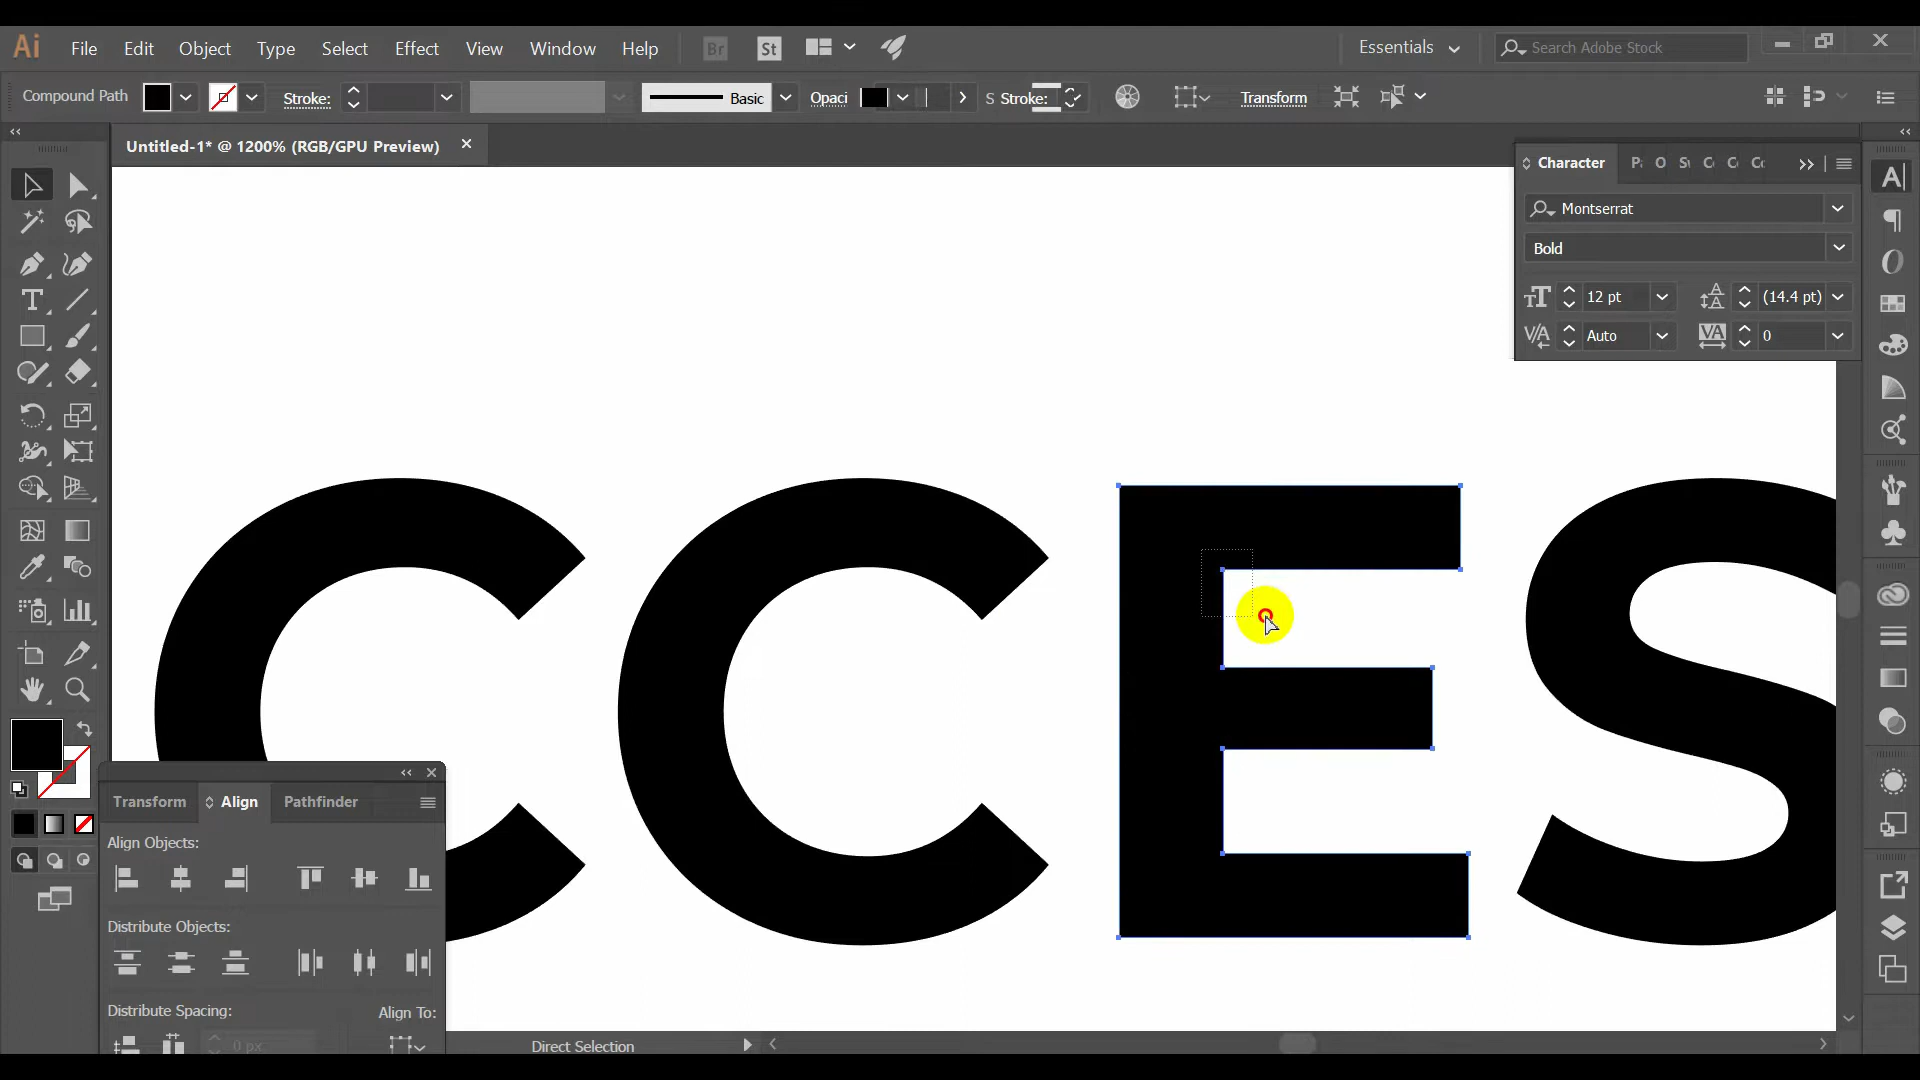 Ai File Edit Object Type Select Effect View Window Help Br St Essentials Search Adobe Stock
Compound Path Stroke: Basic Opaci S Stroke: Transform
Untitled-1* @ 1200% (RGB/GPU Preview)
Character
Montserrat
Bold
12 pt (14.4 pt)
Auto 0
CCES
Transform Align Pathfinder
Align Objects:
Distribute Objects:
Distribute Spacing: Align To:
0 px
Direct Selection